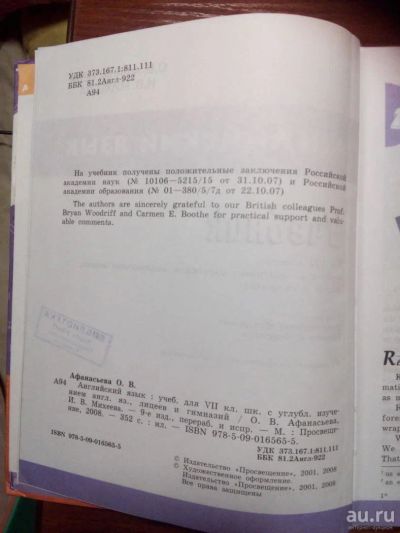 УДК 373.167.1:811.111
ББК 81.2Англ-922
А94
На учебник получены положительные заключения Российской
академии наук (№ 10106—5215/15 от 31.10.07) и Российской
академии образования (№ 01—380/5/7д от 22.10.07)
The authors are sincerely grateful to our British colleagues Prof.
Bryan Woodriff and Carmen E. Boothe for practical support and valu-
able comments.
Афанасьева О. В.
А94 Английский язык : учеб. для VII кл. шк. с углубл. изуче-
нием англ. яз., лицеев и гимназий / О. В. Афанасьева,
И. В. Михеева. — 9-е изд., перераб. и испр. — М. : Просвеще-
ние, 2008. — 352 с. : ил. — ISBN 978-5-09-016565-5.
УДК 373.167.1:811.111
ББК 81.2Англ-922
ISBN 978-5-09-016565-5
© Издательство «Просвещение», 2001, 2008
© Художественное оформление.
Издательство «Просвещение», 2001, 2008
Все права защищены
au.ru